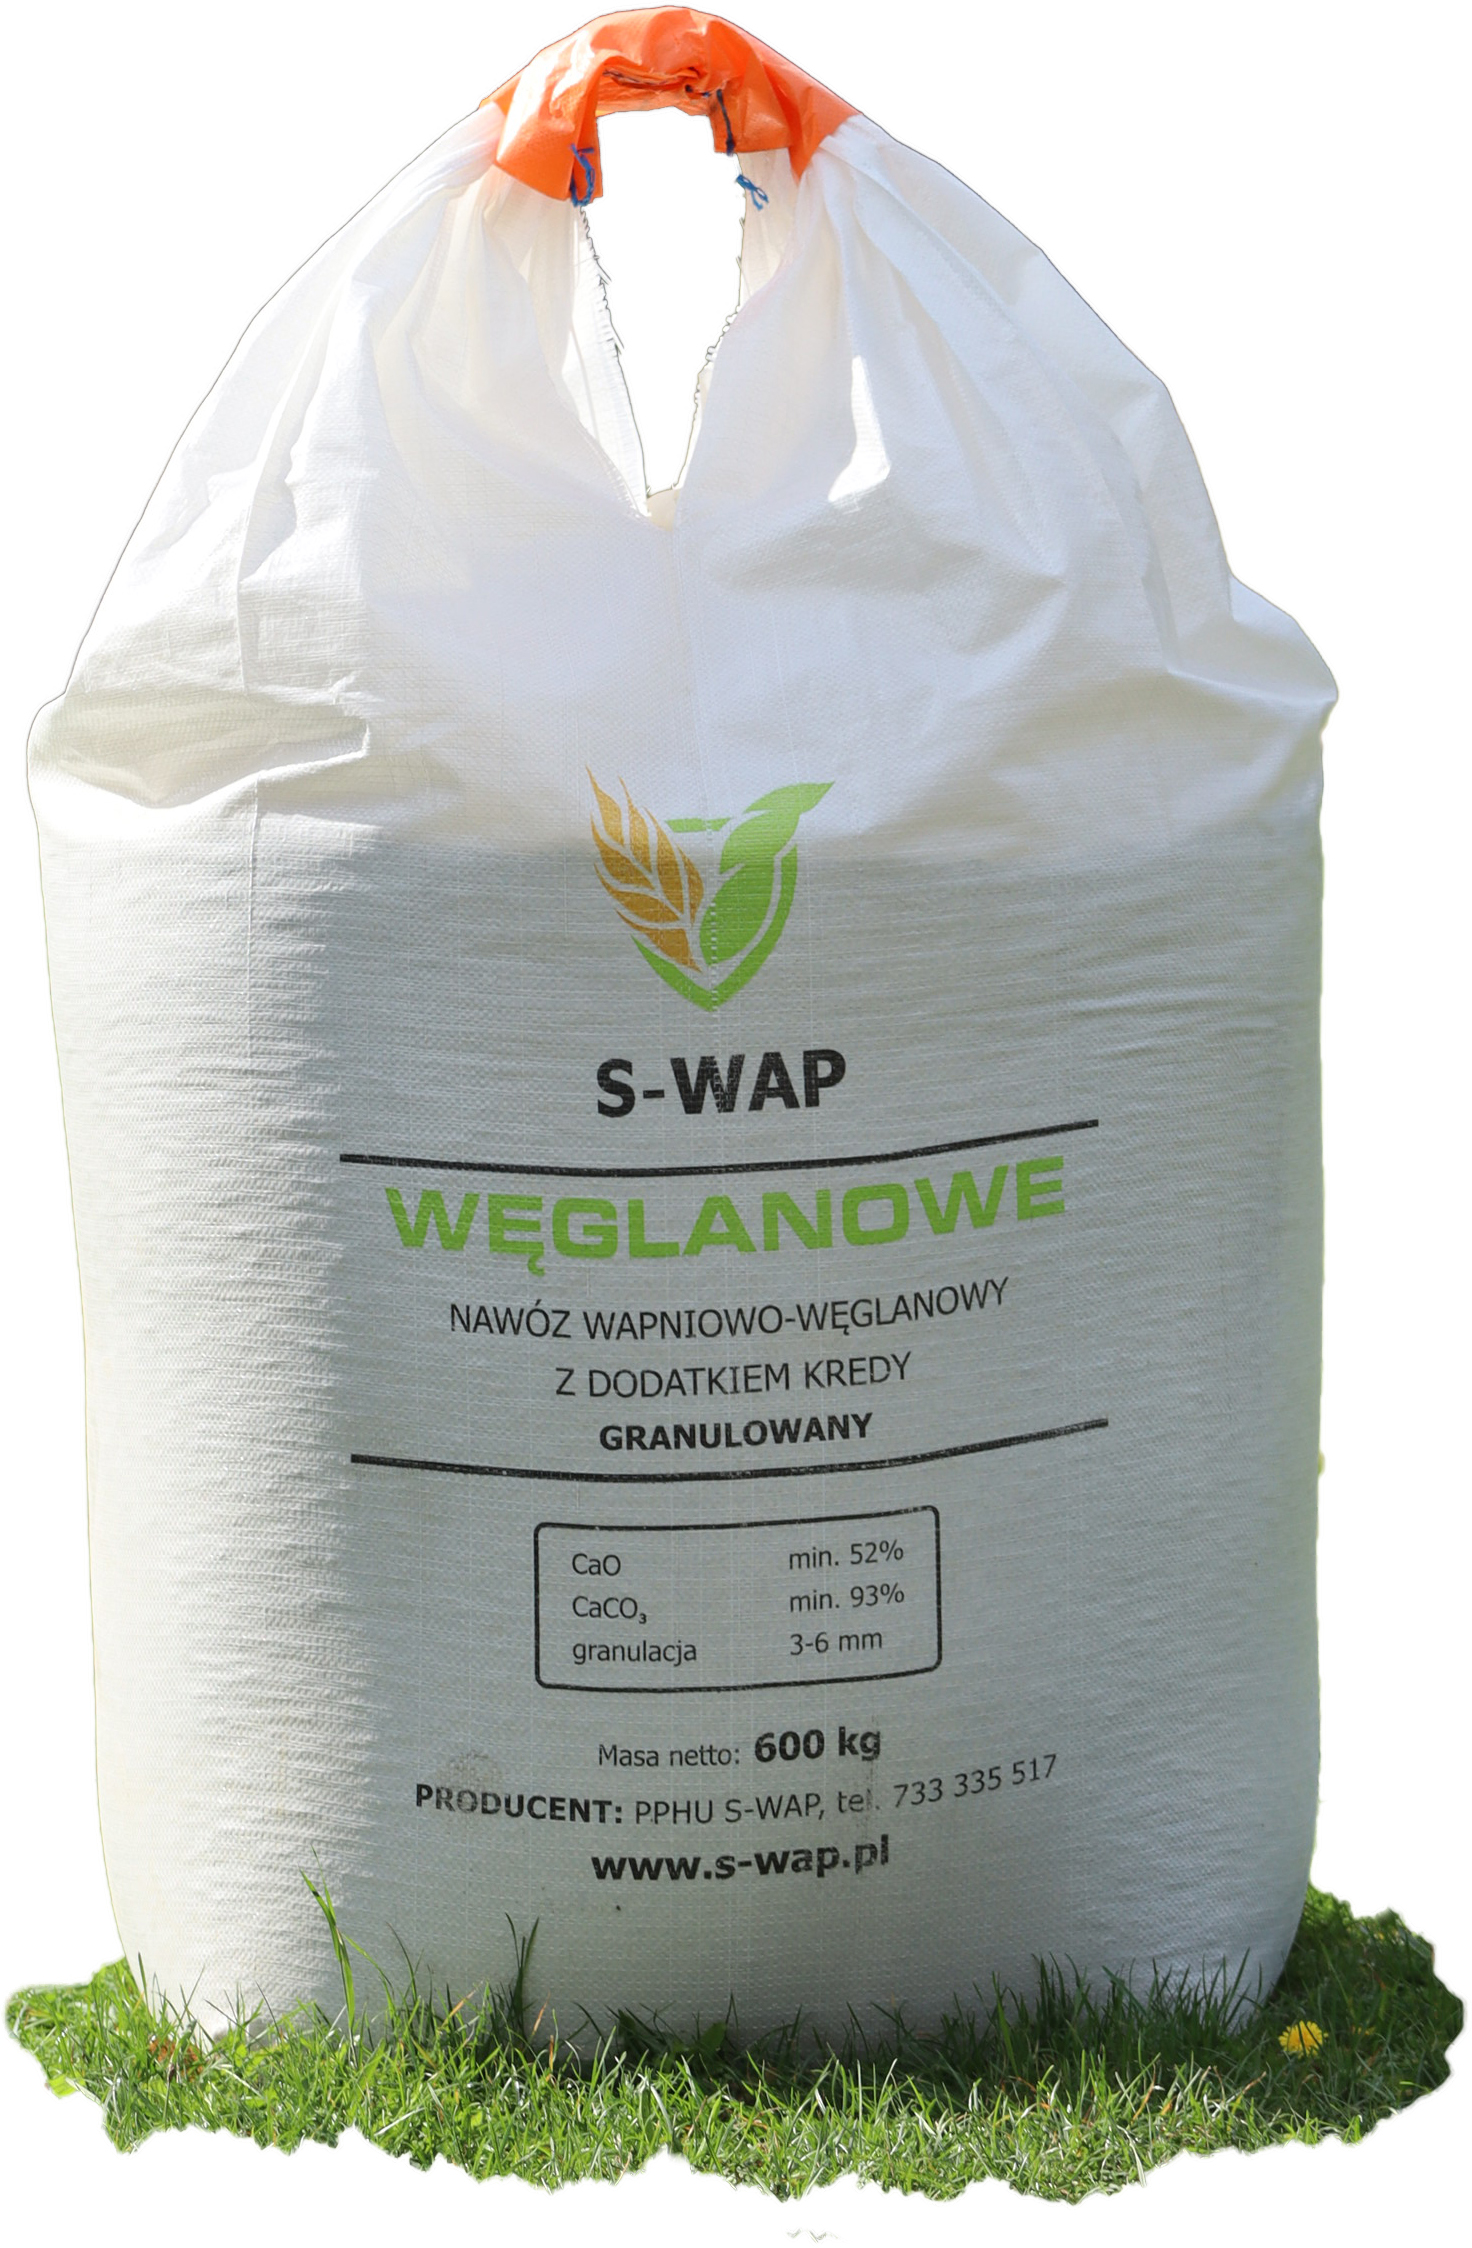 S-WAP
WĘGLANOWE
NAWÓZ WAPNIOWO-WĘGLANOWY
Z DODATKIEM KREDY
GRANULOWANY
CaO min. 52%
CaCO₃ min. 93%
granulacja 3-6 mm
Masa netto: 600 kg
PRODUCENT: PPHU S-WAP, tel. 733 335 517
www.s-wap.pl